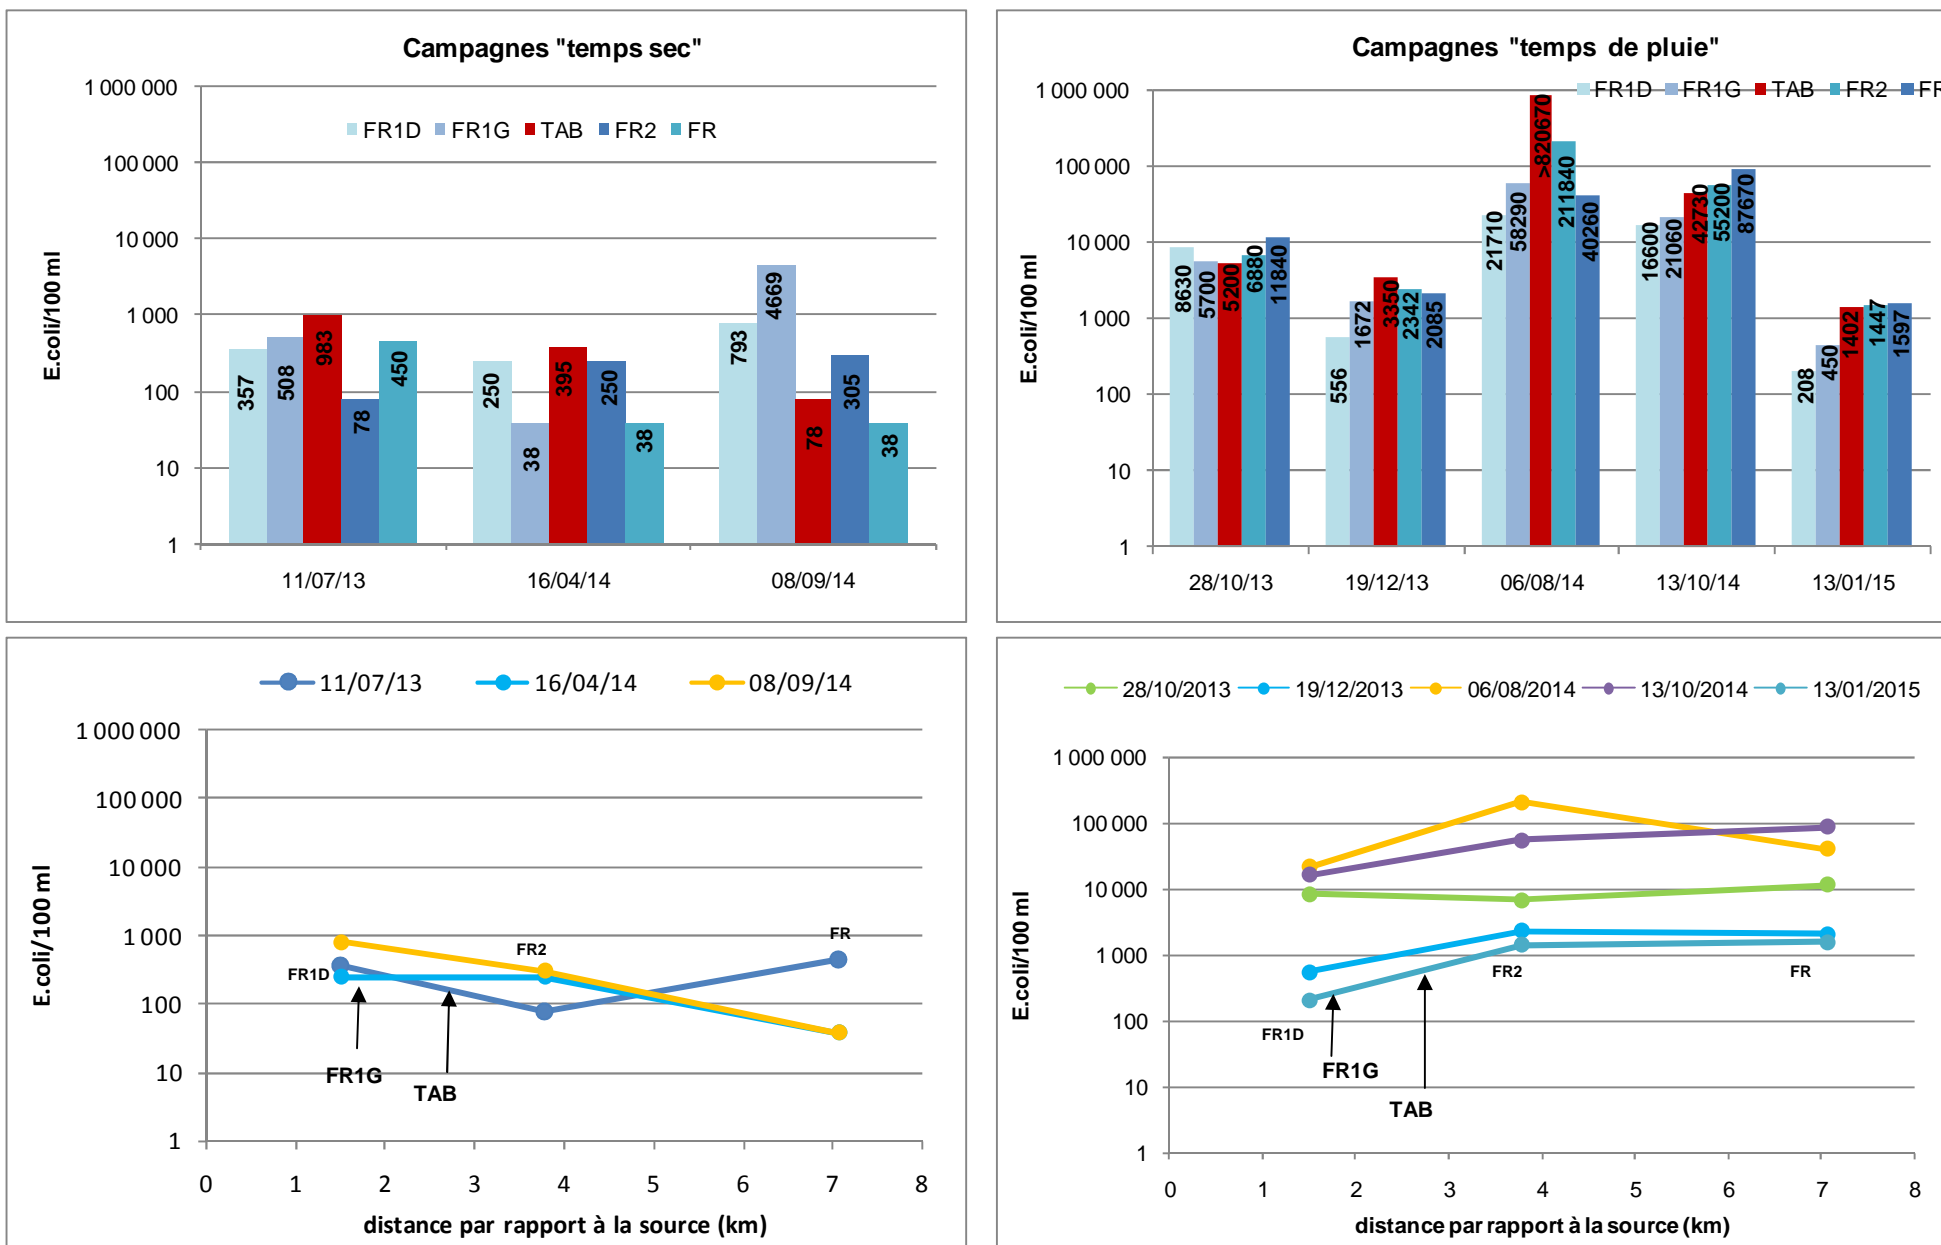 Campagnes "temps sec"
FR1D FR1G TAB FR2 FR
1 000 000
100 000
10 000
1 000
100
10
1
E.coli/100 ml
357 508 983 78 450
250 38 395 250 38
793 4669 78 305 38
11/07/13 16/04/14 08/09/14
Campagnes "temps de pluie"
FR1D FR1G TAB FR2 FR
1 000 000
100 000
10 000
1 000
100
10
1
E.coli/100 ml
8630 5700 5200 6880 11840
556 1672 3350 2342 2085
21710 58290 >820670 211840 40260
16600 21060 42730 55200 87670
208 450 1402 1447 1597
28/10/13 19/12/13 06/08/14 13/10/14 13/01/15
11/07/13 16/04/14 08/09/14
1 000 000
100 000
10 000
1 000
100
10
1
E.coli/100 ml
FR1D FR2 FR
FR1G
TAB
0 1 2 3 4 5 6 7 8
distance par rapport à la source (km)
28/10/2013 19/12/2013 06/08/2014 13/10/2014 13/01/2015
1 000 000
100 000
10 000
1 000
100
10
1
E.coli/100 ml
FR2 FR
FR1D
FR1G
TAB
0 1 2 3 4 5 6 7 8
distance par rapport à la source (km)